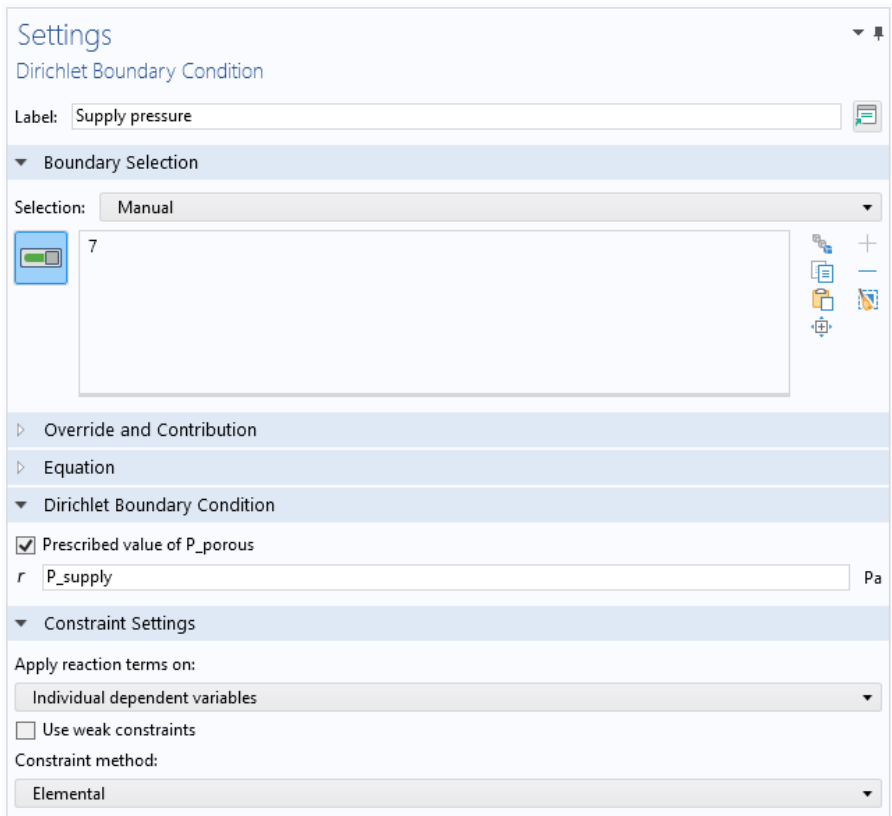 Settings
Dirichlet Boundary Condition
Label: Supply pressure
Boundary Selection
Selection: Manual
7
Override and Contribution
Equation
Dirichlet Boundary Condition
Prescribed value of P_porous
r P_supply Pa
Constraint Settings
Apply reaction terms on:
Individual dependent variables
Use weak constraints
Constraint method:
Elemental